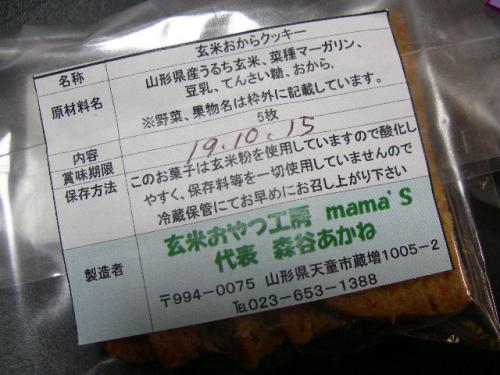 名称 玄米おからクッキー
原材料名 山形県産うるち玄米、菜種マーガリン、
豆乳、てんさい糖、おから、
※野菜、果物名は枠外に記載しています。
内容 5枚
賞味期限 19.10.15
保存方法 このお菓子は玄米粉を使用していますので酸化し
やすく、保存料等を一切使用していませんので
冷蔵保管にてお早めにお召し上がり下さい
製造者 玄米おやつ工房 mama'S
代表 森谷あかね
〒994-0075 山形県天童市蔵増1005-2
℡023-653-1388